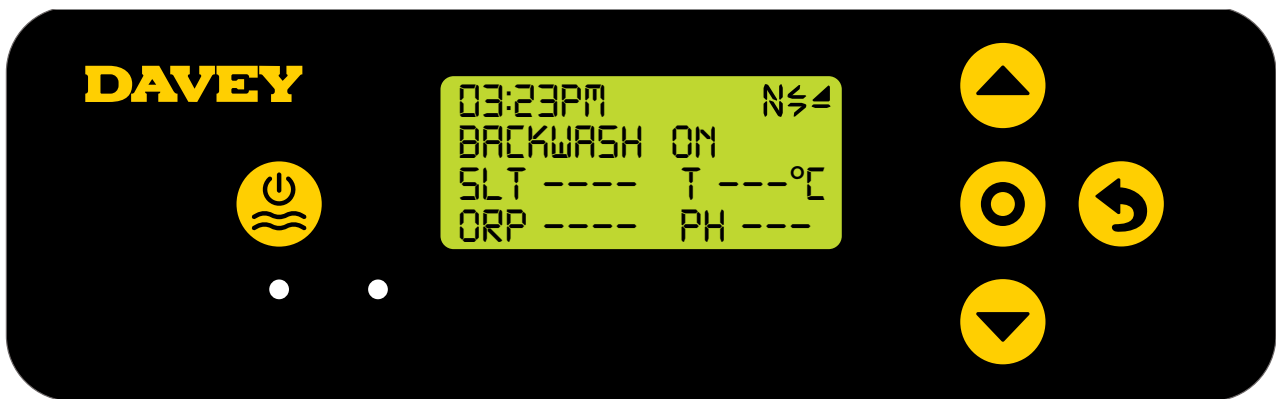 DAVEY
03:23PM N
BACKWASH ON
SLT ---- T ---°C
ORP ---- PH ---